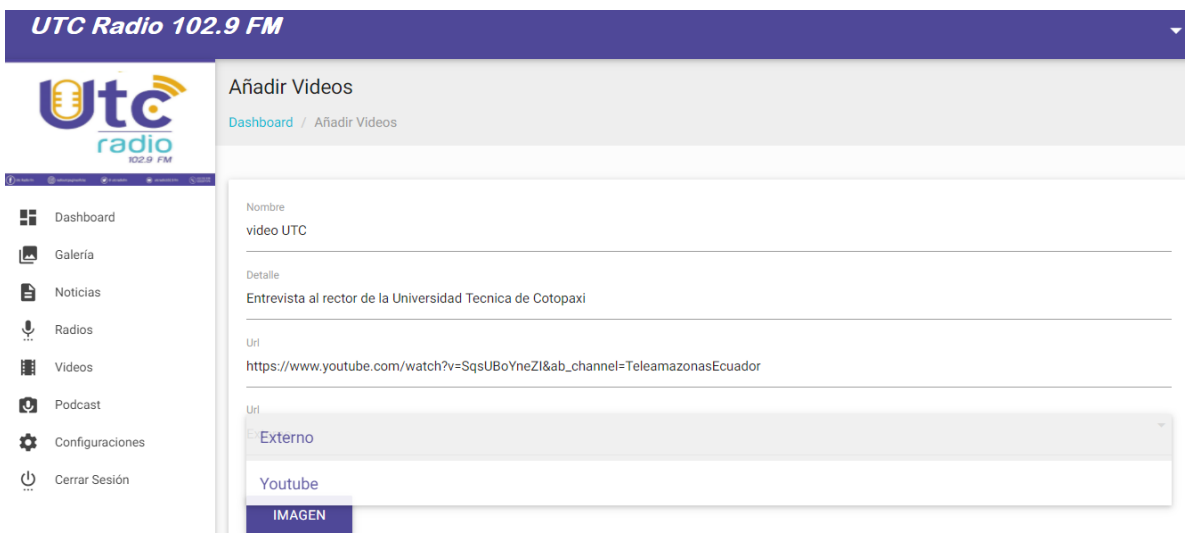 UTC Radio 102.9 FM
Utc
radio
102.9 FM
Dashboard
Galería
Noticias
Radios
Videos
Podcast
Configuraciones
Cerrar Sesión
Añadir Videos
Dashboard / Añadir Videos
Nombre
video UTC
Detalle
Entrevista al rector de la Universidad Tecnica de Cotopaxi
Url
https://www.youtube.com/watch?v=SqsUBoYneZI&ab_channel=TeleamazonasEcuador
Url
Externo
Youtube
IMAGEN